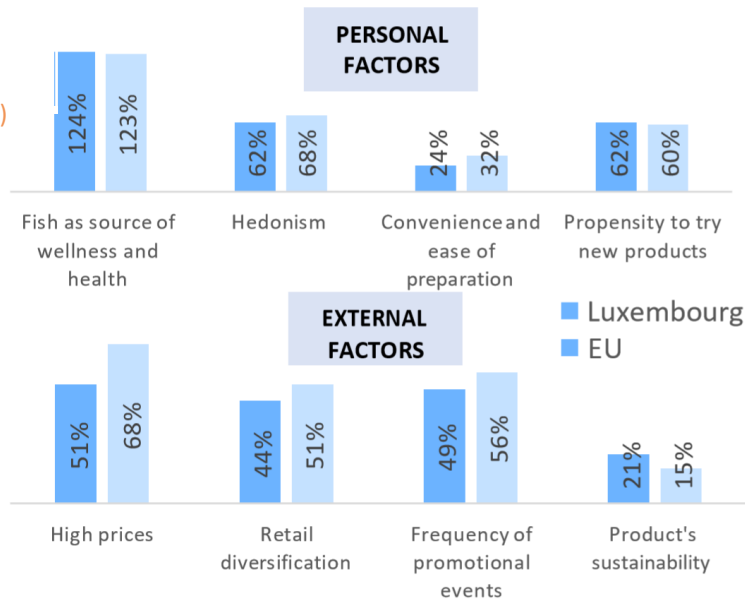 PERSONAL
FACTORS
)
124%
123%
62%
68%
24%
32%
62%
60%
Fish as source of
wellness and
health
Hedonism
Convenience and
ease of
preparation
Propensity to try
new products
EXTERNAL
FACTORS
Luxembourg
EU
51%
68%
44%
51%
49%
56%
21%
15%
High prices
Retail
diversification
Frequency of
promotional
events
Product's
sustainability